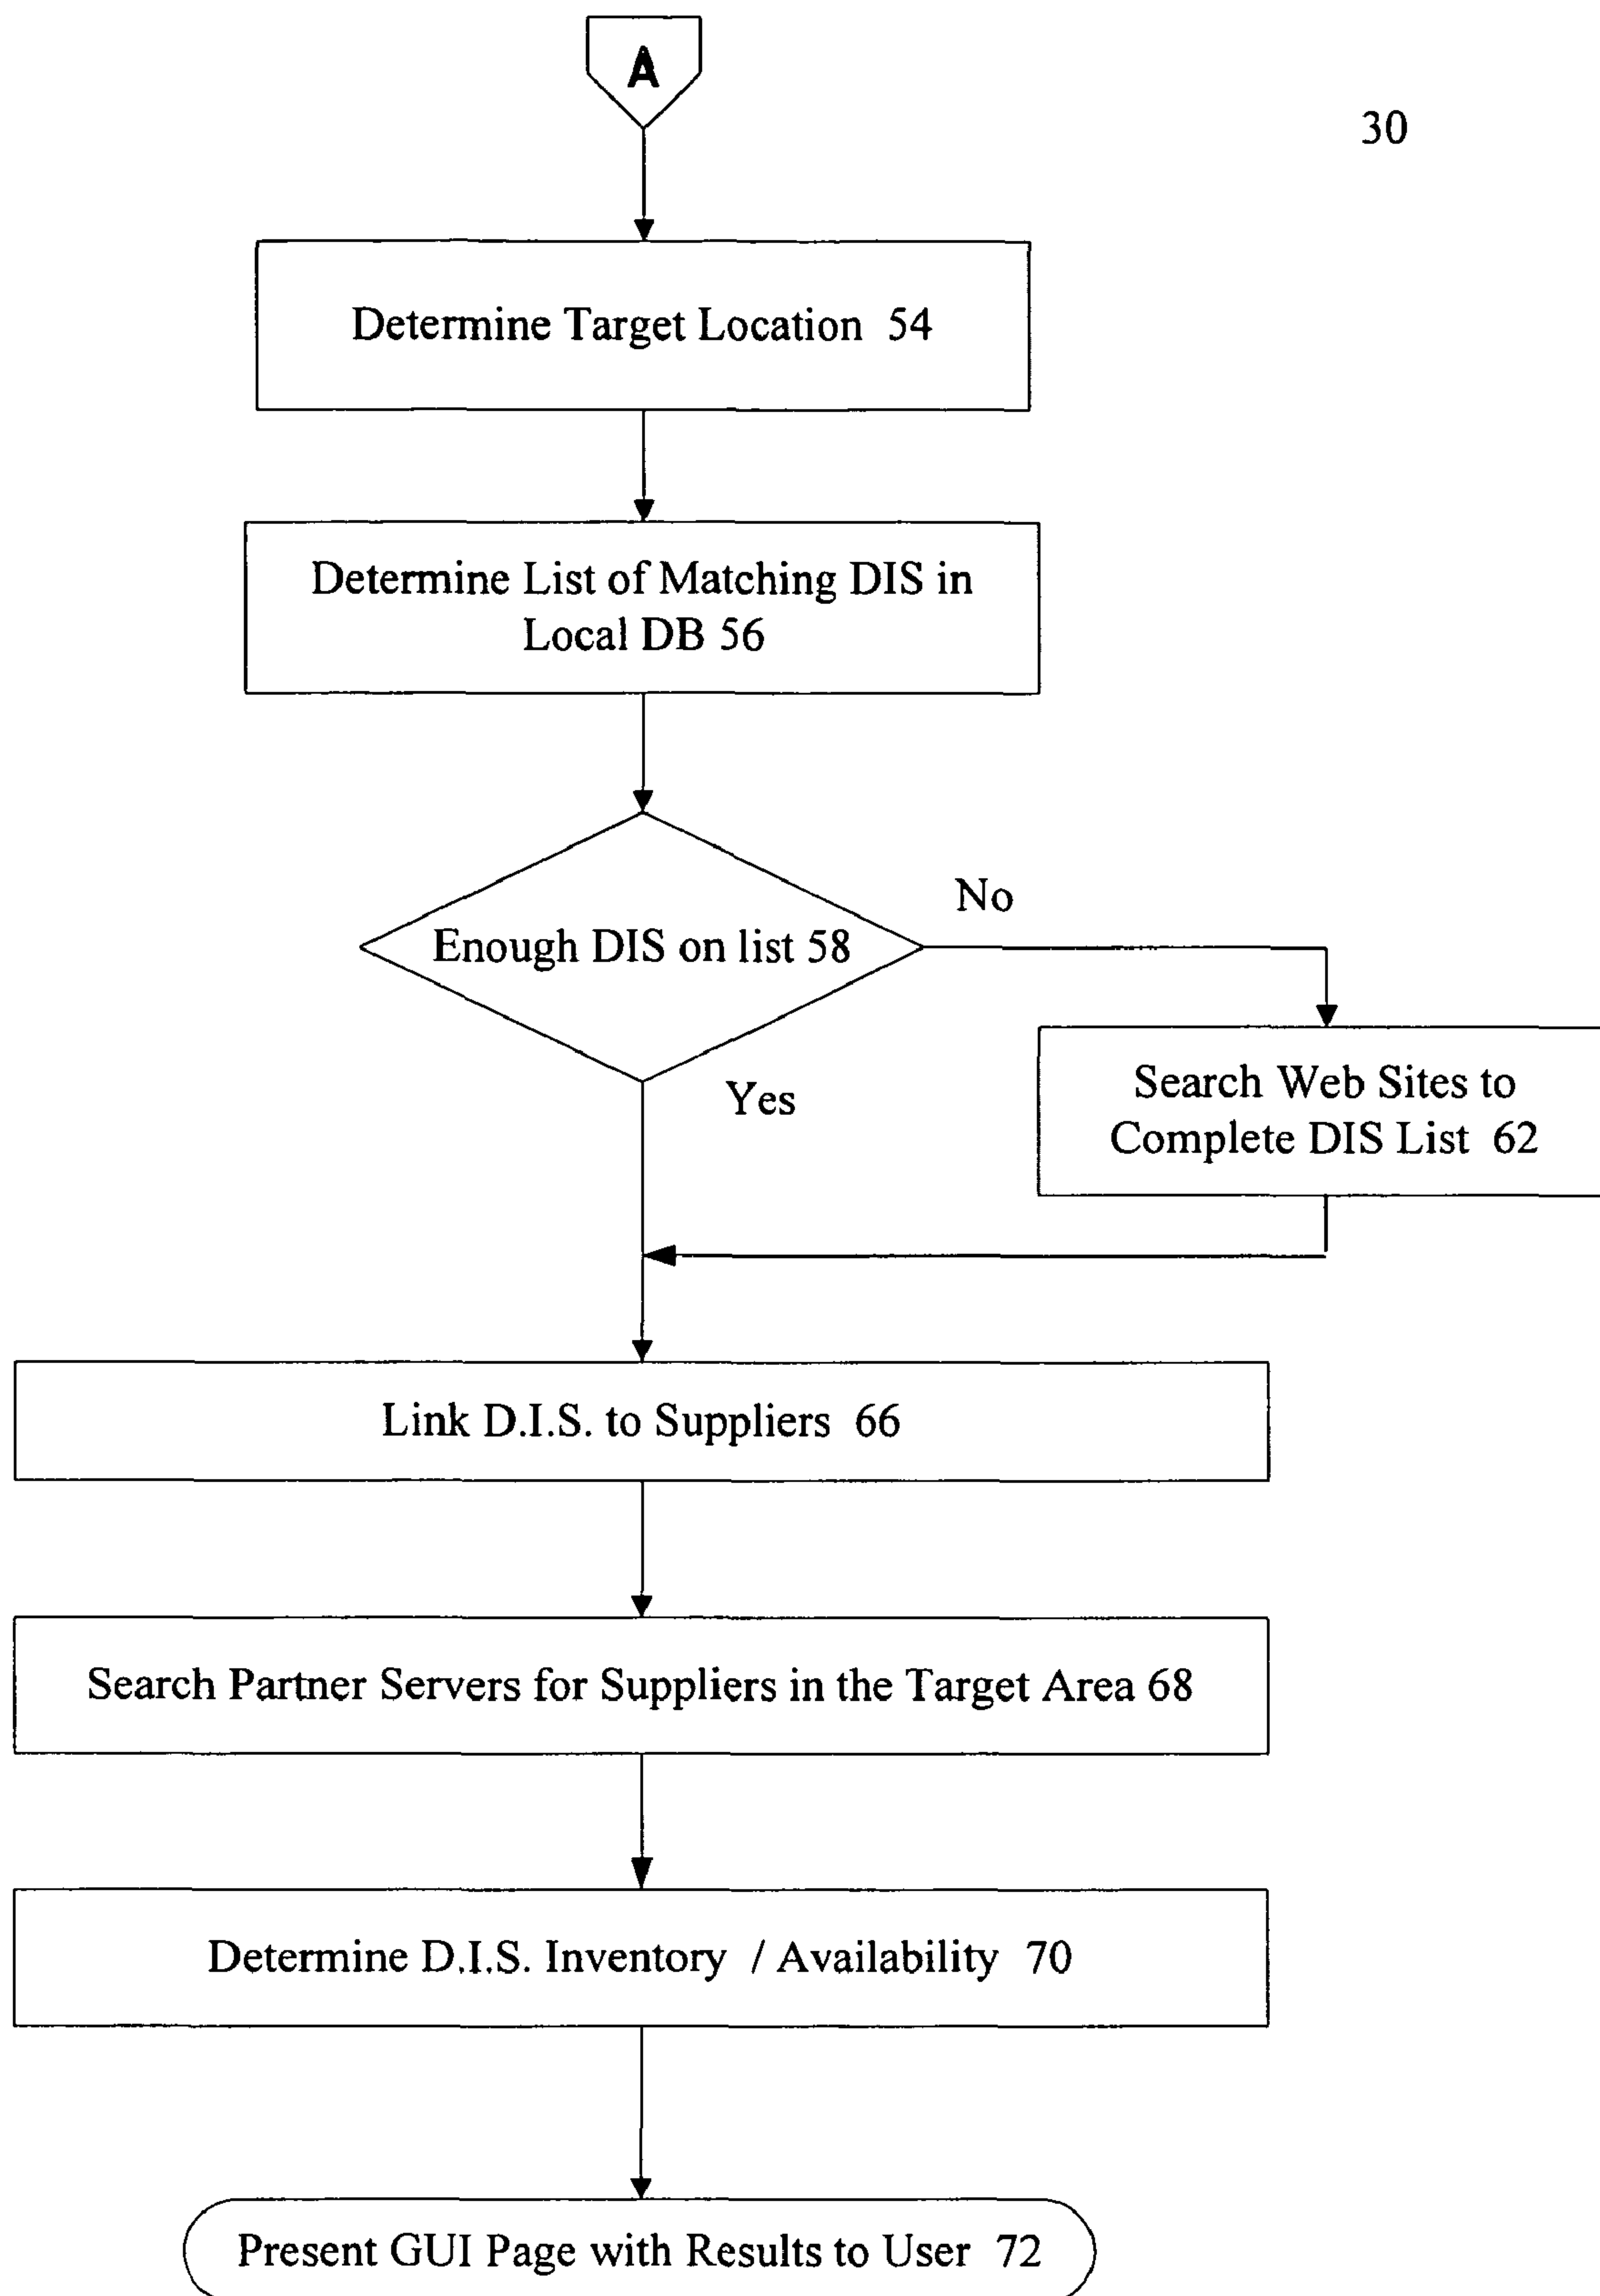 A
30
Determine Target Location 54
Determine List of Matching DIS in
Local DB 56
Enough DIS on list 58
No
Yes
Search Web Sites to
Complete DIS List 62
Link D.I.S. to Suppliers 66
Search Partner Servers for Suppliers in the Target Area 68
Determine D.I.S. Inventory / Availability 70
Present GUI Page with Results to User 72